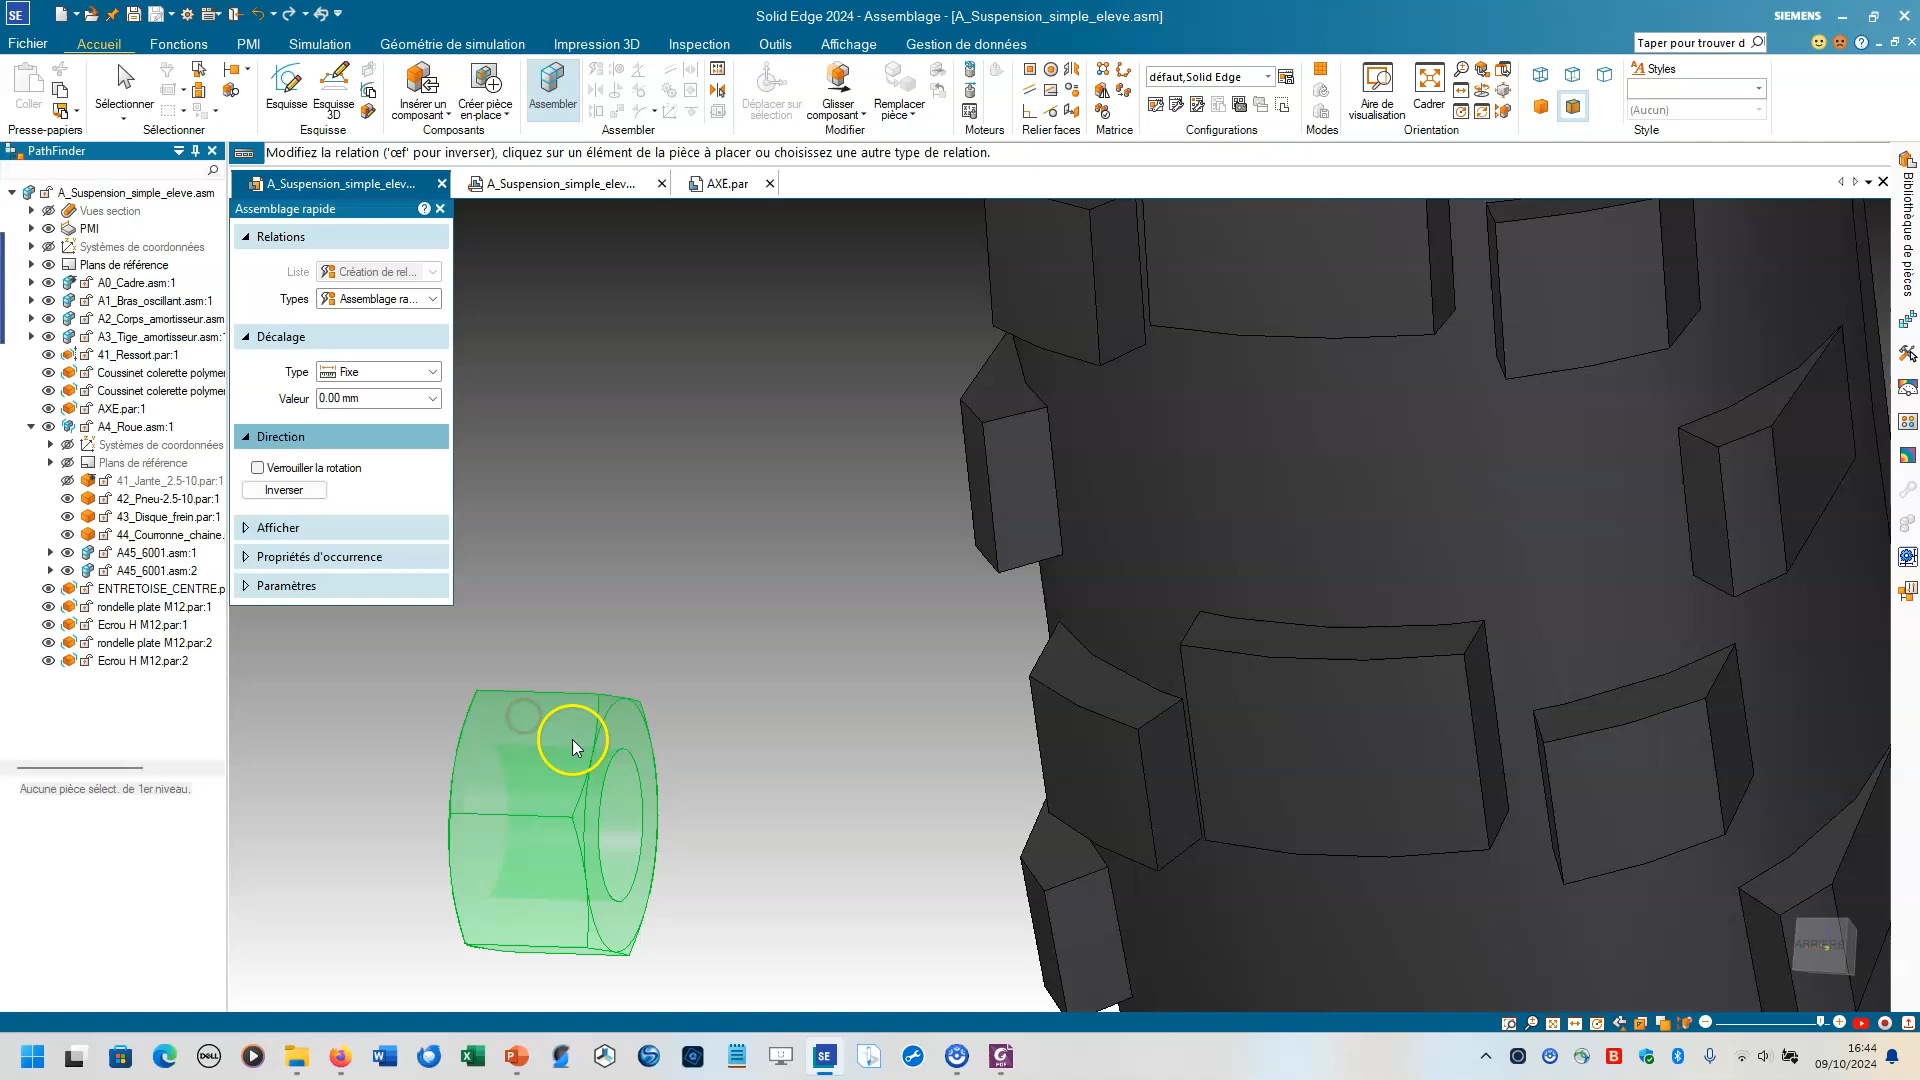 SE
Solid Edge 2024 - Assemblage - [A_Suspension_simple_eleve.asm]
SIEMENS
Fichier Accueil Fonctions PMI Simulation Géométrie de simulation Impression 3D Inspection Outils Affichage Gestion de données
Taper pour trouver d
Coller
Sélectionner
Esquisse
Esquisse 3D
Insérer un composant
Créer pièce en-place
Assembler
Déplacer sur sélection
Glisser composant
Remplacer pièce
défaut,Solid Edge
Aire de visualisation
Cadrer
Styles
(Aucun)
Presse-papiers Sélectionner Esquisse Composants Assembler Modifier Moteurs Relier faces Matrice Configurations Modes Orientation Style
PathFinder
Modifiez la relation ('œf' pour inverser), cliquez sur un élément de la pièce à placer ou choisissez une autre type de relation.
A_Suspension_simple_elev...
A_Suspension_simple_elev...
AXE.par
A_Suspension_simple_eleve.asm
Vues section
PMI
Systèmes de coordonnées
Plans de référence
A0_Cadre.asm:1
A1_Bras_oscillant.asm:1
A2_Corps_amortisseur.asm
A3_Tige_amortisseur.asm:
41_Ressort.par:1
Coussinet colerette polymer
Coussinet colerette polymer
AXE.par:1
A4_Roue.asm:1
Systèmes de coordonnées
Plans de référence
41_Jante_2.5-10.par:1
42_Pneu-2.5-10.par:1
43_Disque_frein.par:1
44_Couronne_chaine.
A45_6001.asm:1
A45_6001.asm:2
ENTRETOISE_CENTRE.p
rondelle plate M12.par:1
Ecrou H M12.par:1
rondelle plate M12.par:2
Ecrou H M12.par:2
Aucune pièce sélect. de 1er niveau.
Assemblage rapide
Relations
Liste Création de rel...
Types Assemblage ra...
Décalage
Type Fixe
Valeur 0.00 mm
Direction
Verrouiller la rotation
Inverser
Afficher
Propriétés d'occurrence
Paramètres
Bibliothèque de pièces
ARRIÈRE
DELL
SE
16:44
09/10/2024